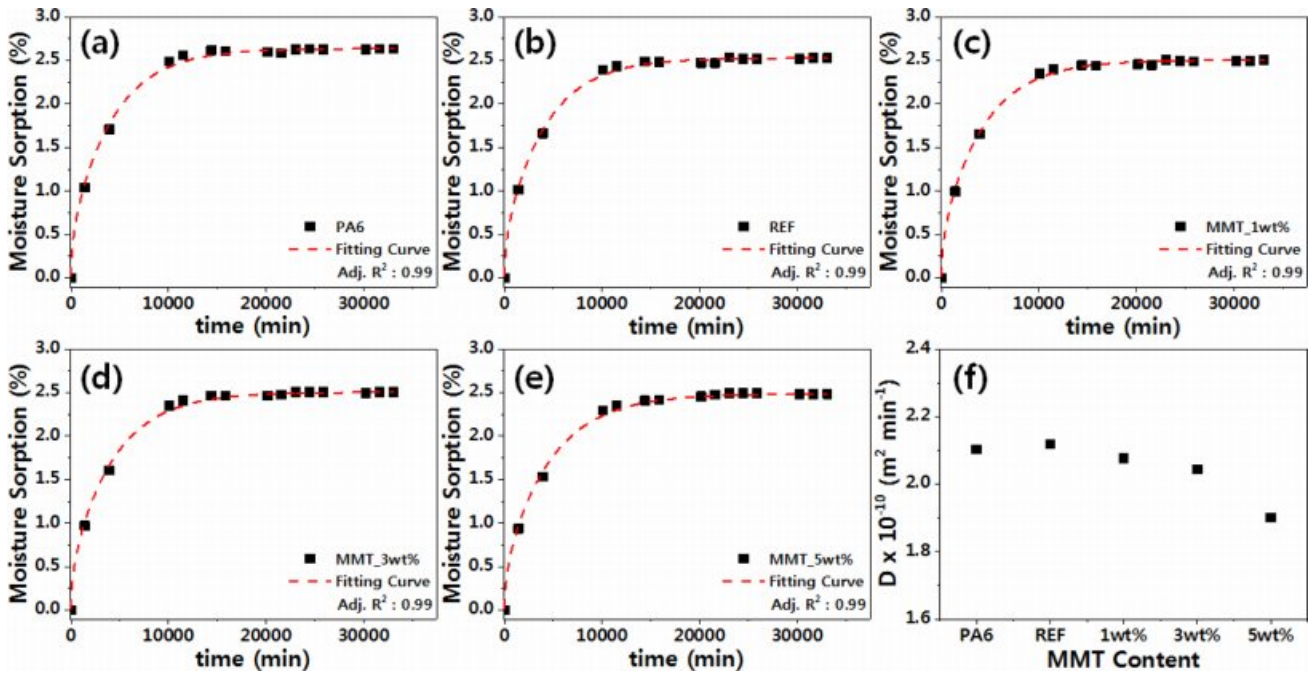 (a)
Moisture Sorption (%)
3.0
2.5
2.0
1.5
1.0
0.5
0.0
PA6
Fitting Curve
Adj. R² : 0.99
0 10000 20000 30000
time (min)
(b)
Moisture Sorption (%)
3.0
2.5
2.0
1.5
1.0
0.5
0.0
REF
Fitting Curve
Adj. R² : 0.99
0 10000 20000 30000
time (min)
(c)
Moisture Sorption (%)
3.0
2.5
2.0
1.5
1.0
0.5
0.0
MMT_1wt%
Fitting Curve
Adj. R² : 0.99
0 10000 20000 30000
time (min)
(d)
Moisture Sorption (%)
3.0
2.5
2.0
1.5
1.0
0.5
0.0
MMT_3wt%
Fitting Curve
Adj. R² : 0.99
0 10000 20000 30000
time (min)
(e)
Moisture Sorption (%)
3.0
2.5
2.0
1.5
1.0
0.5
0.0
MMT_5wt%
Fitting Curve
Adj. R² : 0.99
0 10000 20000 30000
time (min)
(f)
D x 10⁻¹⁰ (m² min⁻¹)
2.4
2.2
2.0
1.8
1.6
PA6 REF 1wt% 3wt% 5wt%
MMT Content